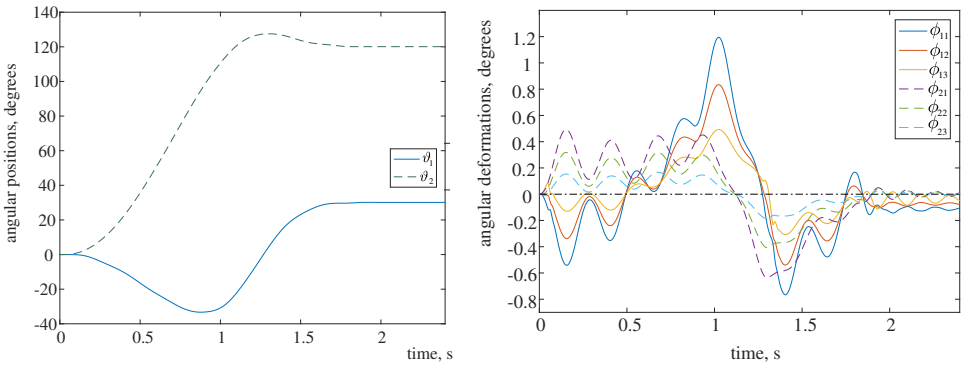 angular positions, degrees
140
120
100
80
60
40
20
0
-20
-40
0
0.5
1
1.5
2
time, s
ϑ₁
ϑ₂
angular deformations, degrees
1.2
1
0.8
0.6
0.4
0.2
0
-0.2
-0.4
-0.6
-0.8
0
0.5
1
1.5
2
time, s
ϕ₁₁
ϕ₁₂
ϕ₁₃
ϕ₂₁
ϕ₂₂
ϕ₂₃